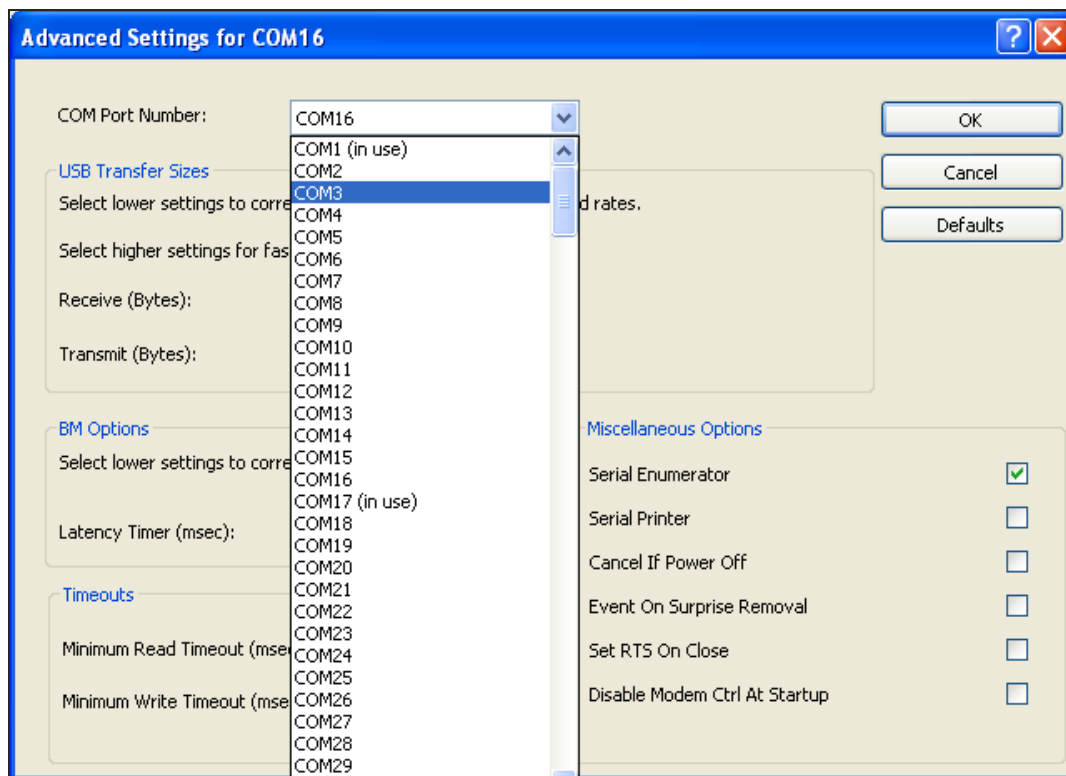 Advanced Settings for COM16
COM Port Number:
COM16
OK
Cancel
Defaults
COM1 (in use)
COM2
COM3
COM4
COM5
COM6
COM7
COM8
COM9
COM10
COM11
COM12
COM13
COM14
COM15
COM16
COM17 (in use)
COM18
COM19
COM20
COM21
COM22
COM23
COM24
COM25
COM26
COM27
COM28
COM29
USB Transfer Sizes
Select lower settings to corre d rates.
Select higher settings for fas
Receive (Bytes):
Transmit (Bytes):
BM Options
Select lower settings to corre
Latency Timer (msec):
Timeouts
Minimum Read Timeout (mse
Minimum Write Timeout (mse
Miscellaneous Options
Serial Enumerator
Serial Printer
Cancel If Power Off
Event On Surprise Removal
Set RTS On Close
Disable Modem Ctrl At Startup